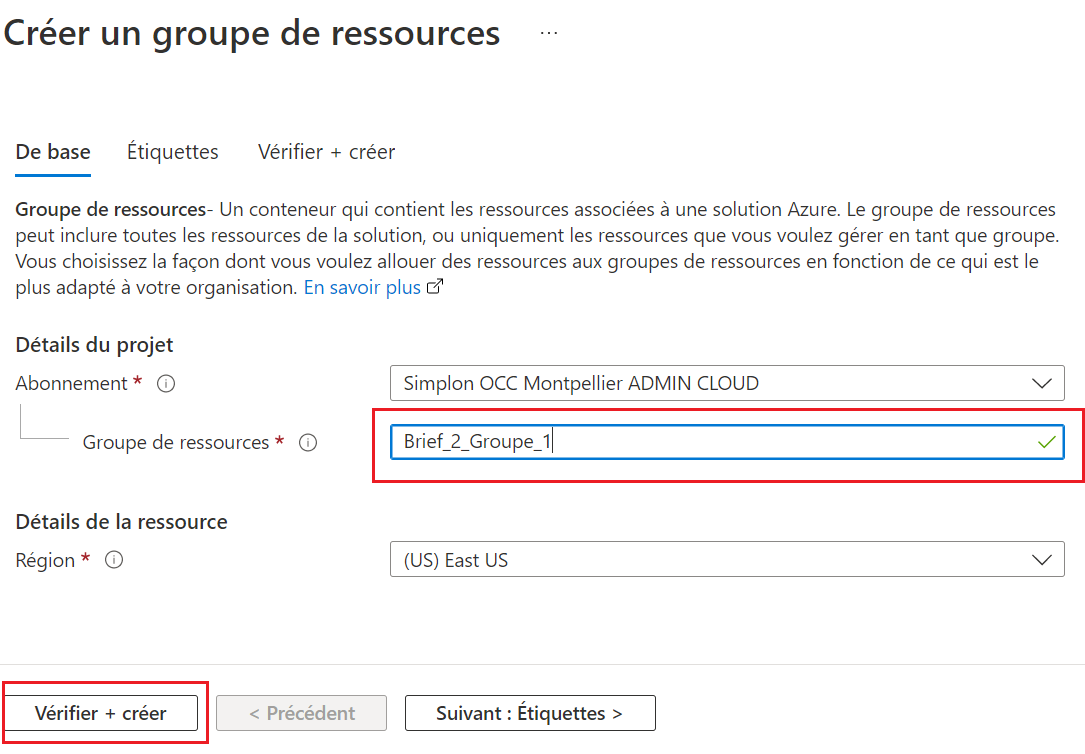 Créer un groupe de ressources ...
De base Étiquettes Vérifier + créer
Groupe de ressources- Un conteneur qui contient les ressources associées à une solution Azure. Le groupe de ressources
peut inclure toutes les ressources de la solution, ou uniquement les ressources que vous voulez gérer en tant que groupe.
Vous choisissez la façon dont vous voulez allouer des ressources aux groupes de ressources en fonction de ce qui est le
plus adapté à votre organisation. En savoir plus
Détails du projet
Abonnement * Simplon OCC Montpellier ADMIN CLOUD
Groupe de ressources * Brief_2_Groupe_1
Détails de la ressource
Région * (US) East US
Vérifier + créer < Précédent Suivant : Étiquettes >